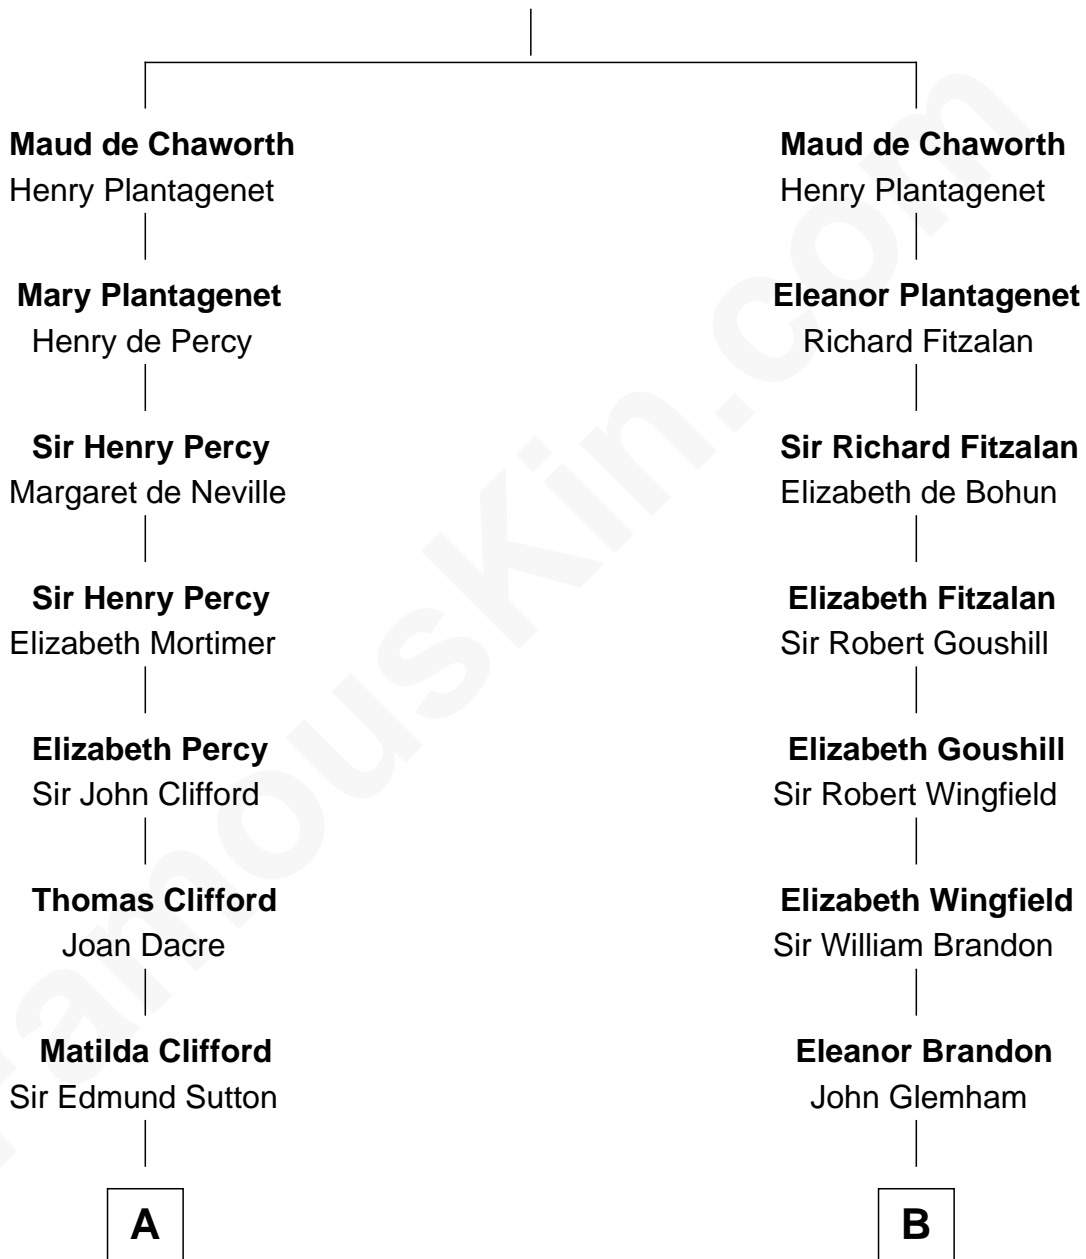 Maud de Chaworth
Henry Plantagenet
Mary Plantagenet
Henry de Percy
Sir Henry Percy
Margaret de Neville
Sir Henry Percy
Elizabeth Mortimer
Elizabeth Percy
Sir John Clifford
Thomas Clifford
Joan Dacre
Matilda Clifford
Sir Edmund Sutton
A
Maud de Chaworth
Henry Plantagenet
Eleanor Plantagenet
Richard Fitzalan
Sir Richard Fitzalan
Elizabeth de Bohun
Elizabeth Fitzalan
Sir Robert Goushill
Elizabeth Goushill
Sir Robert Wingfield
Elizabeth Wingfield
Sir William Brandon
Eleanor Brandon
John Glemham
B
FamousKin.com